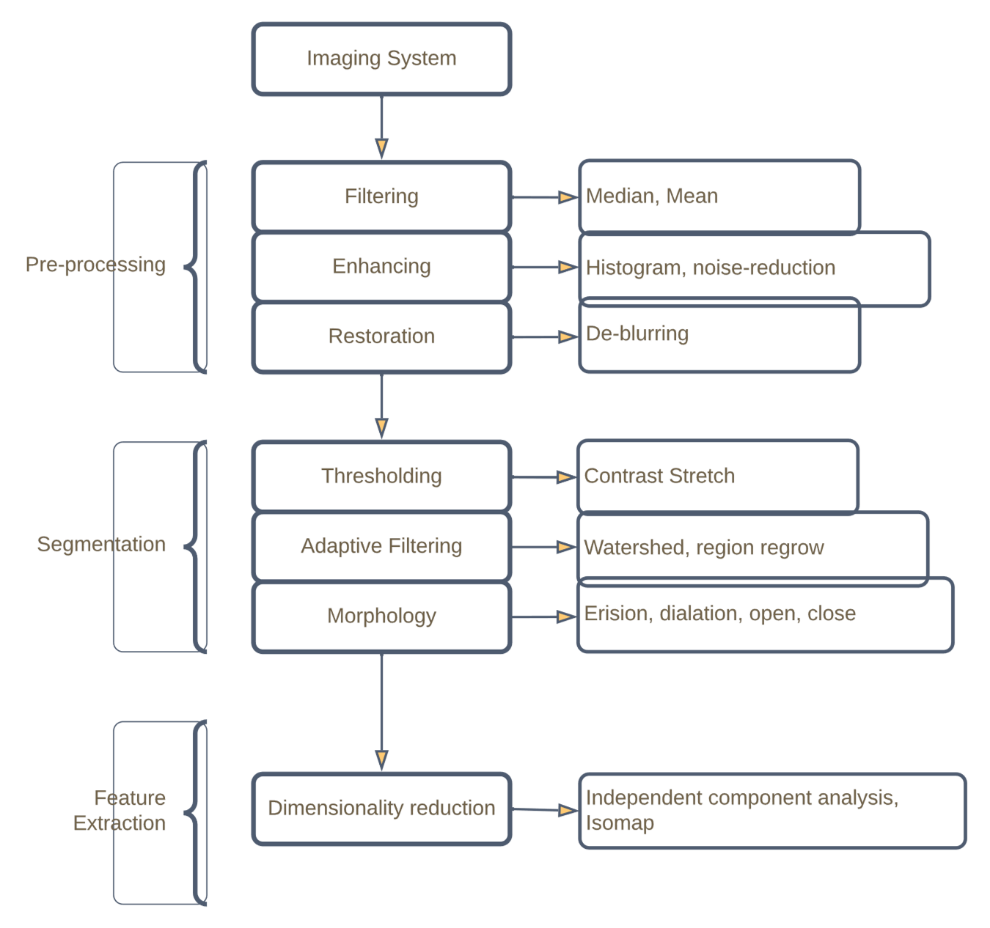 Imaging System
Filtering
Median, Mean
Pre-processing
Enhancing
Histogram, noise-reduction
Restoration
De-blurring
Thresholding
Contrast Stretch
Segmentation
Adaptive Filtering
Watershed, region regrow
Morphology
Erision, dialation, open, close
Feature
Extraction
Dimensionality reduction
Independent component analysis,
Isomap